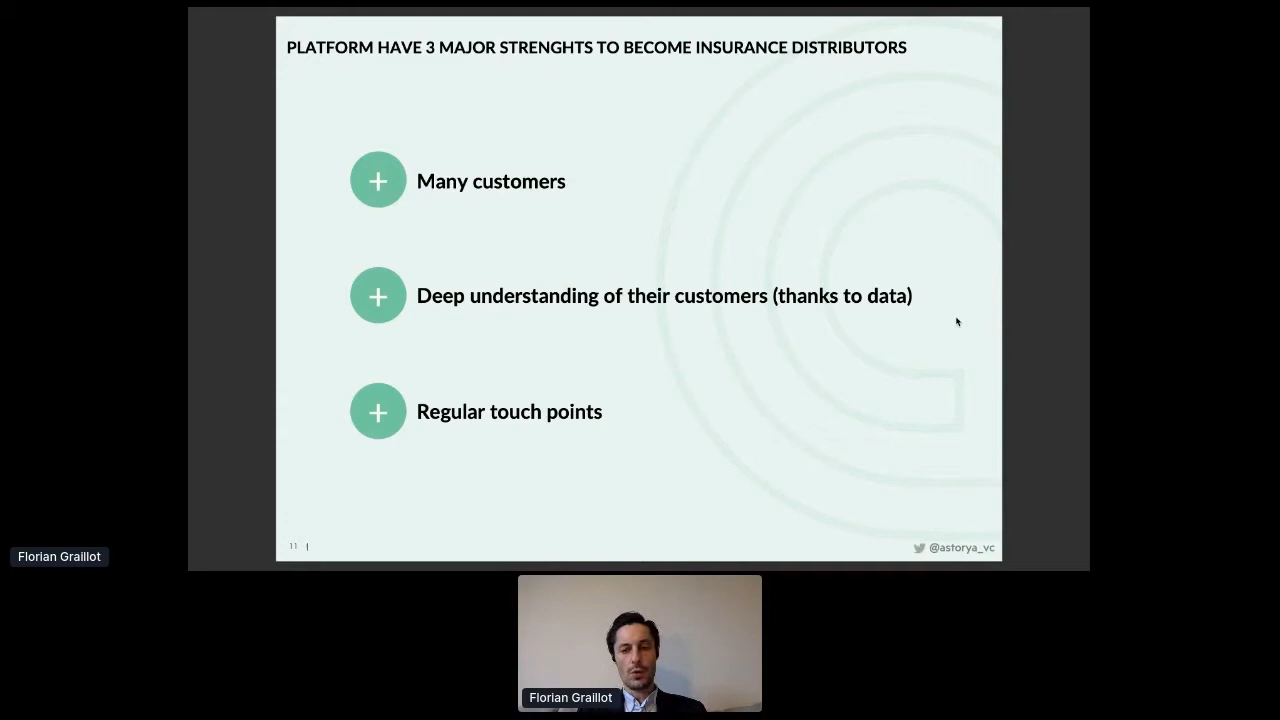 PLATFORM HAVE 3 MAJOR STRENGHTS TO BECOME INSURANCE DISTRIBUTORS
+ Many customers
+ Deep understanding of their customers (thanks to data)
+ Regular touch points
11 |
@astorya_vc
Florian Graillot
Florian Graillot